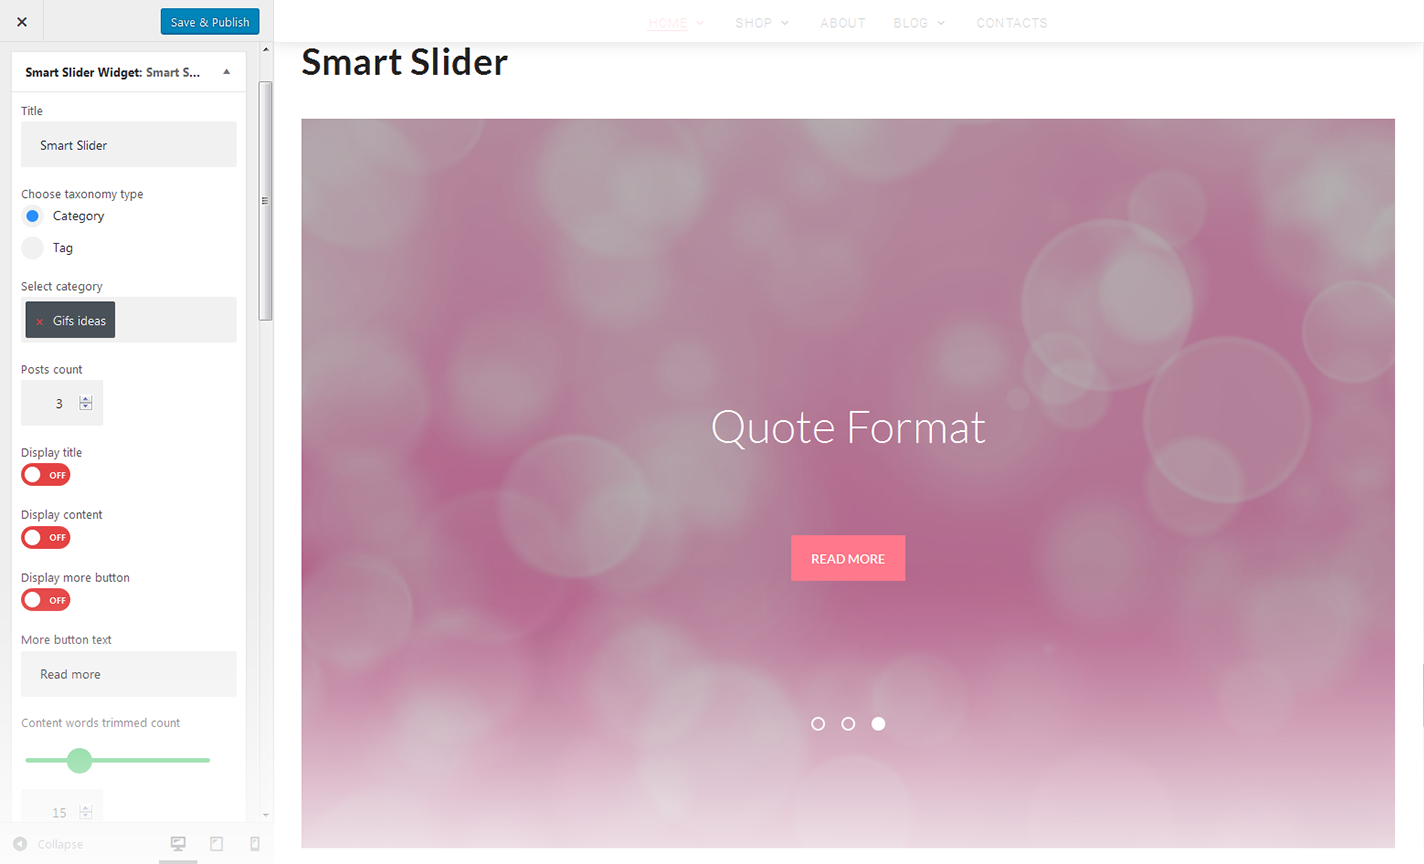 Save & Publish
Smart Slider Widget: Smart S...
Title
Smart Slider
Choose taxonomy type
Category
Tag
Select category
× Gifs ideas
Posts count
3
Display title
OFF
Display content
OFF
Display more button
OFF
More button text
Read more
Content words trimmed count
15
Collapse
HOME SHOP ABOUT BLOG CONTACTS
Smart Slider
Quote Format
READ MORE